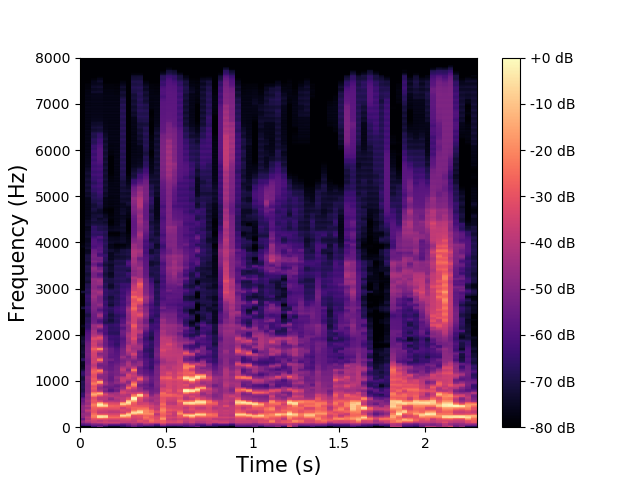 8000
7000
6000
5000
4000
3000
2000
1000
0
Frequency (Hz)
0
0.5
1
1.5
2
Time (s)
+0 dB
-10 dB
-20 dB
-30 dB
-40 dB
-50 dB
-60 dB
-70 dB
-80 dB